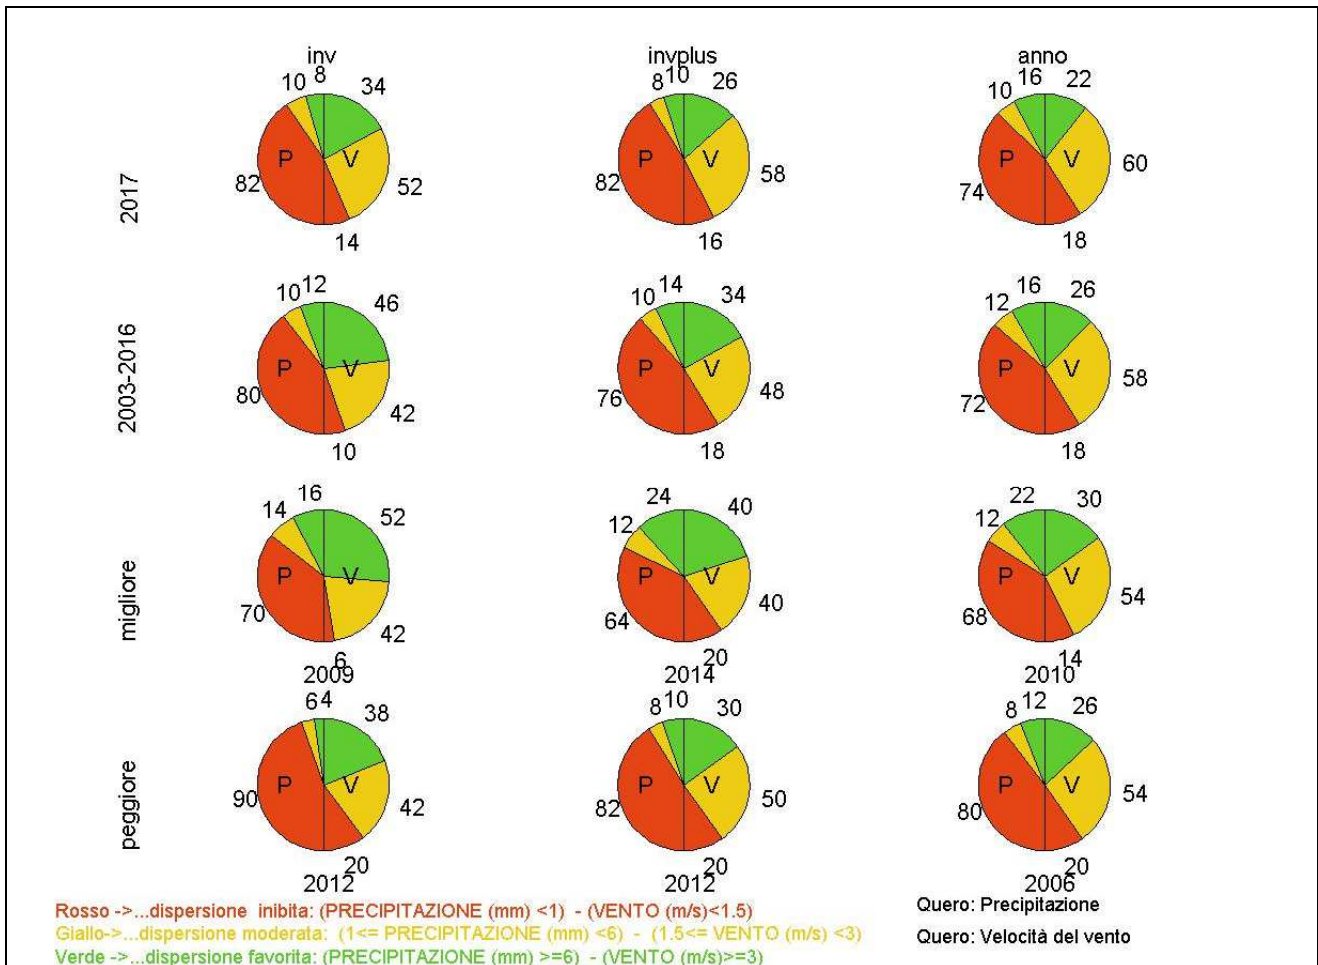 inv invplus anno
10 8 34 8 10 26 10 16 22
P V P V P V
2017
82 52 82 58 74 60
14 16 18
10 12 46 10 14 34 12 16 26
P V P V P V
2003-2016
80 42 76 48 72 58
10 18 18
14 16 52 12 24 40 12 22 30
P V P V P V
migliore
70 42 64 40 68 54
6 20 14
2009 2014 2010
6 4 38 8 10 30 8 12 26
P V P V P V
peggiore
90 42 82 50 80 54
20 20 20
2012 2012 2006
Rosso ->...dispersione inibita: (PRECIPITAZIONE (mm) <1) - (VENTO (m/s)<1.5)
Giallo->...dispersione moderata: (1<= PRECIPITAZIONE (mm) <6) - (1.5<= VENTO (m/s) <3)
Verde ->...dispersione favorita: (PRECIPITAZIONE (mm) >=6) - (VENTO (m/s)>=3)
Quero: Precipitazione
Quero: Velocità del vento